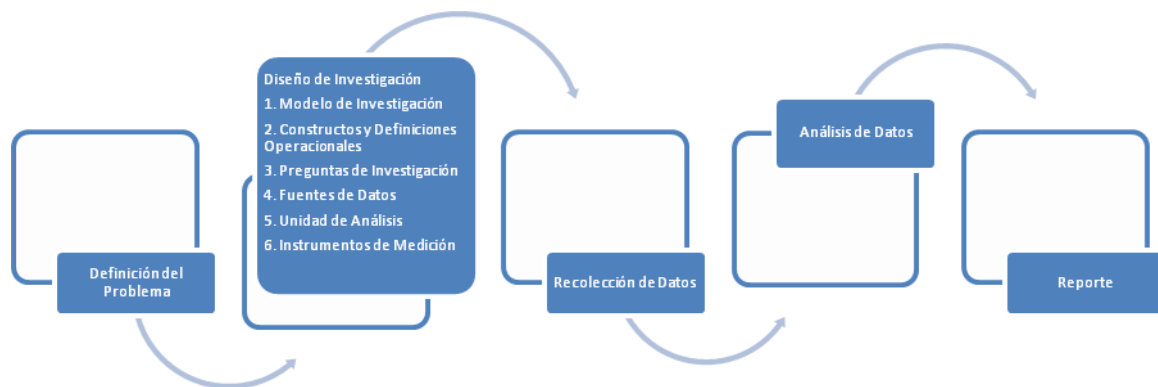 Definición del
Problema
Diseño de Investigación
1. Modelo de Investigación
2. Constructos y Definiciones
Operacionales
3. Preguntas de Investigación
4. Fuentes de Datos
5. Unidad de Análisis
6. Instrumentos de Medición
Recolección de Datos
Análisis de Datos
Reporte